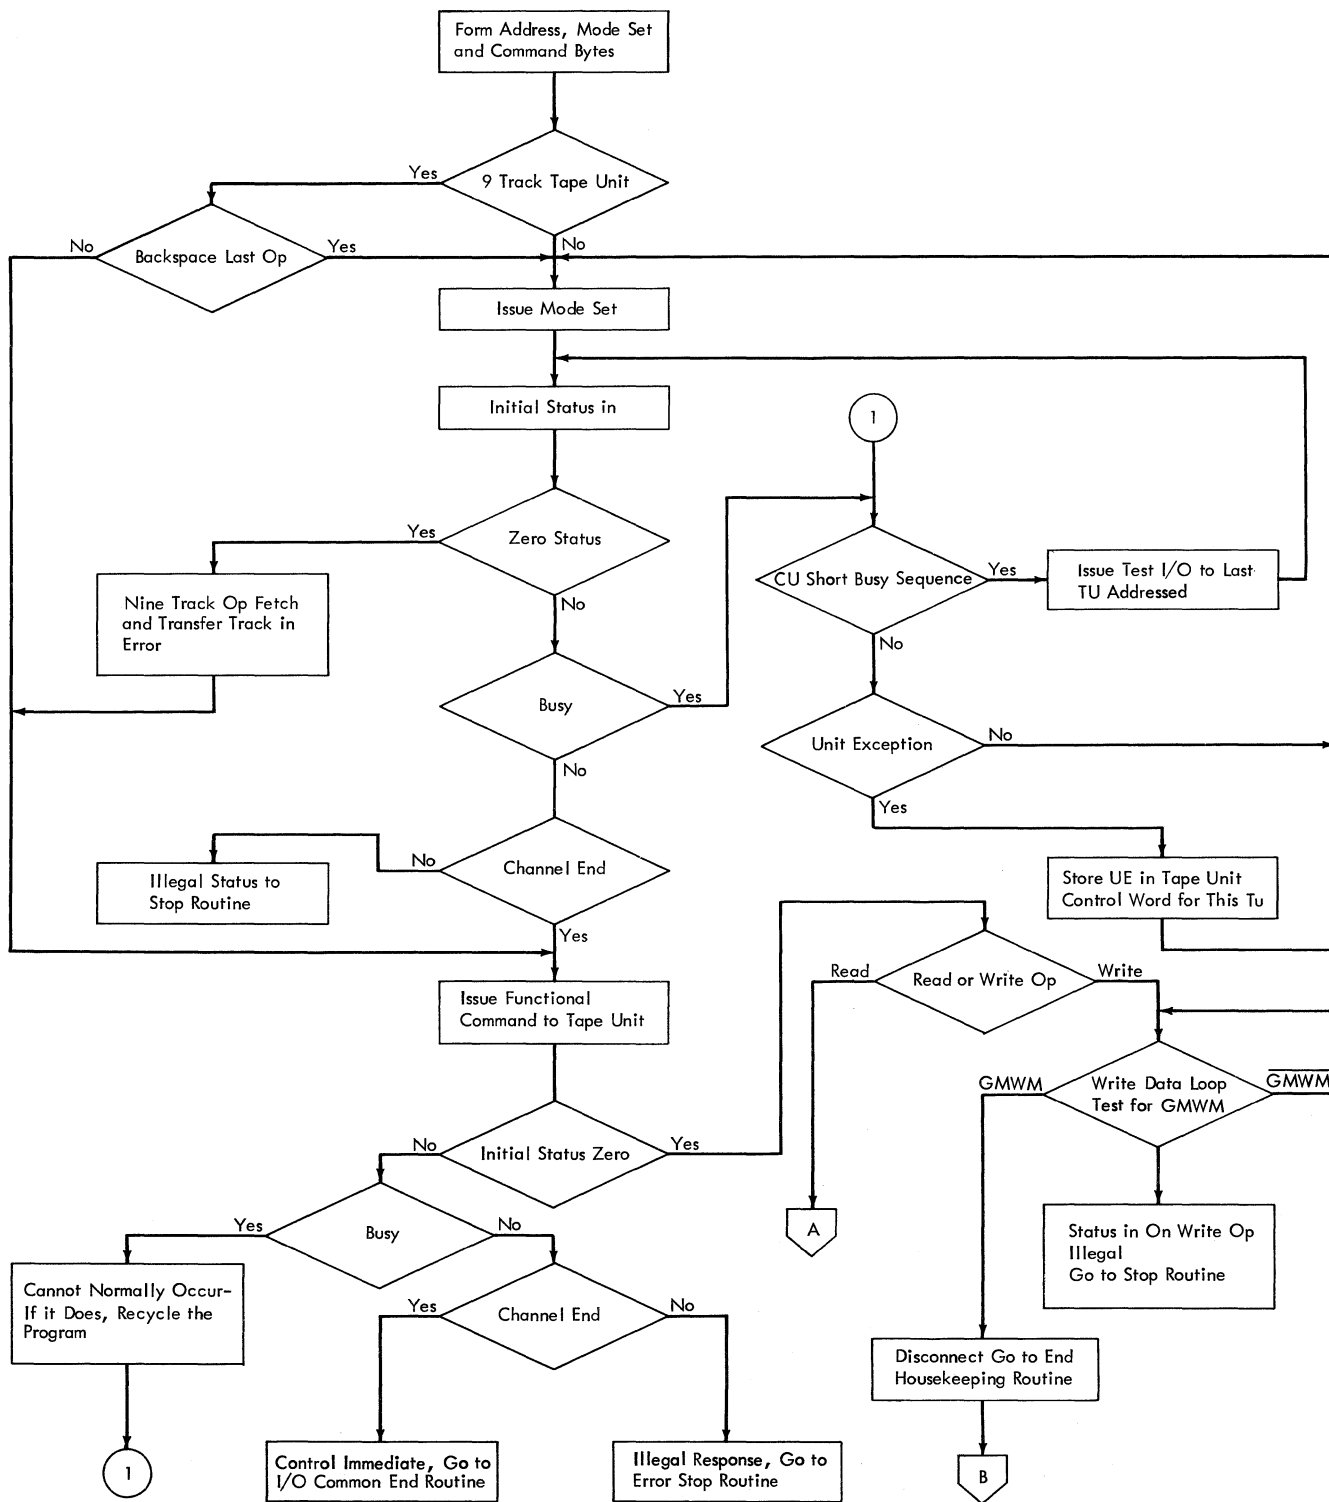 Form Address, Mode Set
and Command Bytes
Yes
9 Track Tape Unit
No
Backspace Last Op
Yes
No
Issue Mode Set
Initial Status in
1
Yes
Zero Status
No
CU Short Busy Sequence
Yes
Issue Test I/O to Last
TU Addressed
Nine Track Op Fetch
and Transfer Track in
Error
No
Busy
Yes
Unit Exception
No
No
Yes
No
Channel End
Illegal Status to
Stop Routine
Store UE in Tape Unit
Control Word for This Tu
Yes
Read
Read or Write Op
Write
Issue Functional
Command to Tape Unit
GMWM
Write Data Loop
Test for GMWM
GMWM
No
Initial Status Zero
Yes
Yes
Busy
No
A
Status in On Write Op
Illegal
Go to Stop Routine
Cannot Normally Occur-
If it Does, Recycle the
Program
Yes
Channel End
No
Disconnect Go to End
Housekeeping Routine
1
Control Immediate, Go to
I/O Common End Routine
Illegal Response, Go to
Error Stop Routine
B